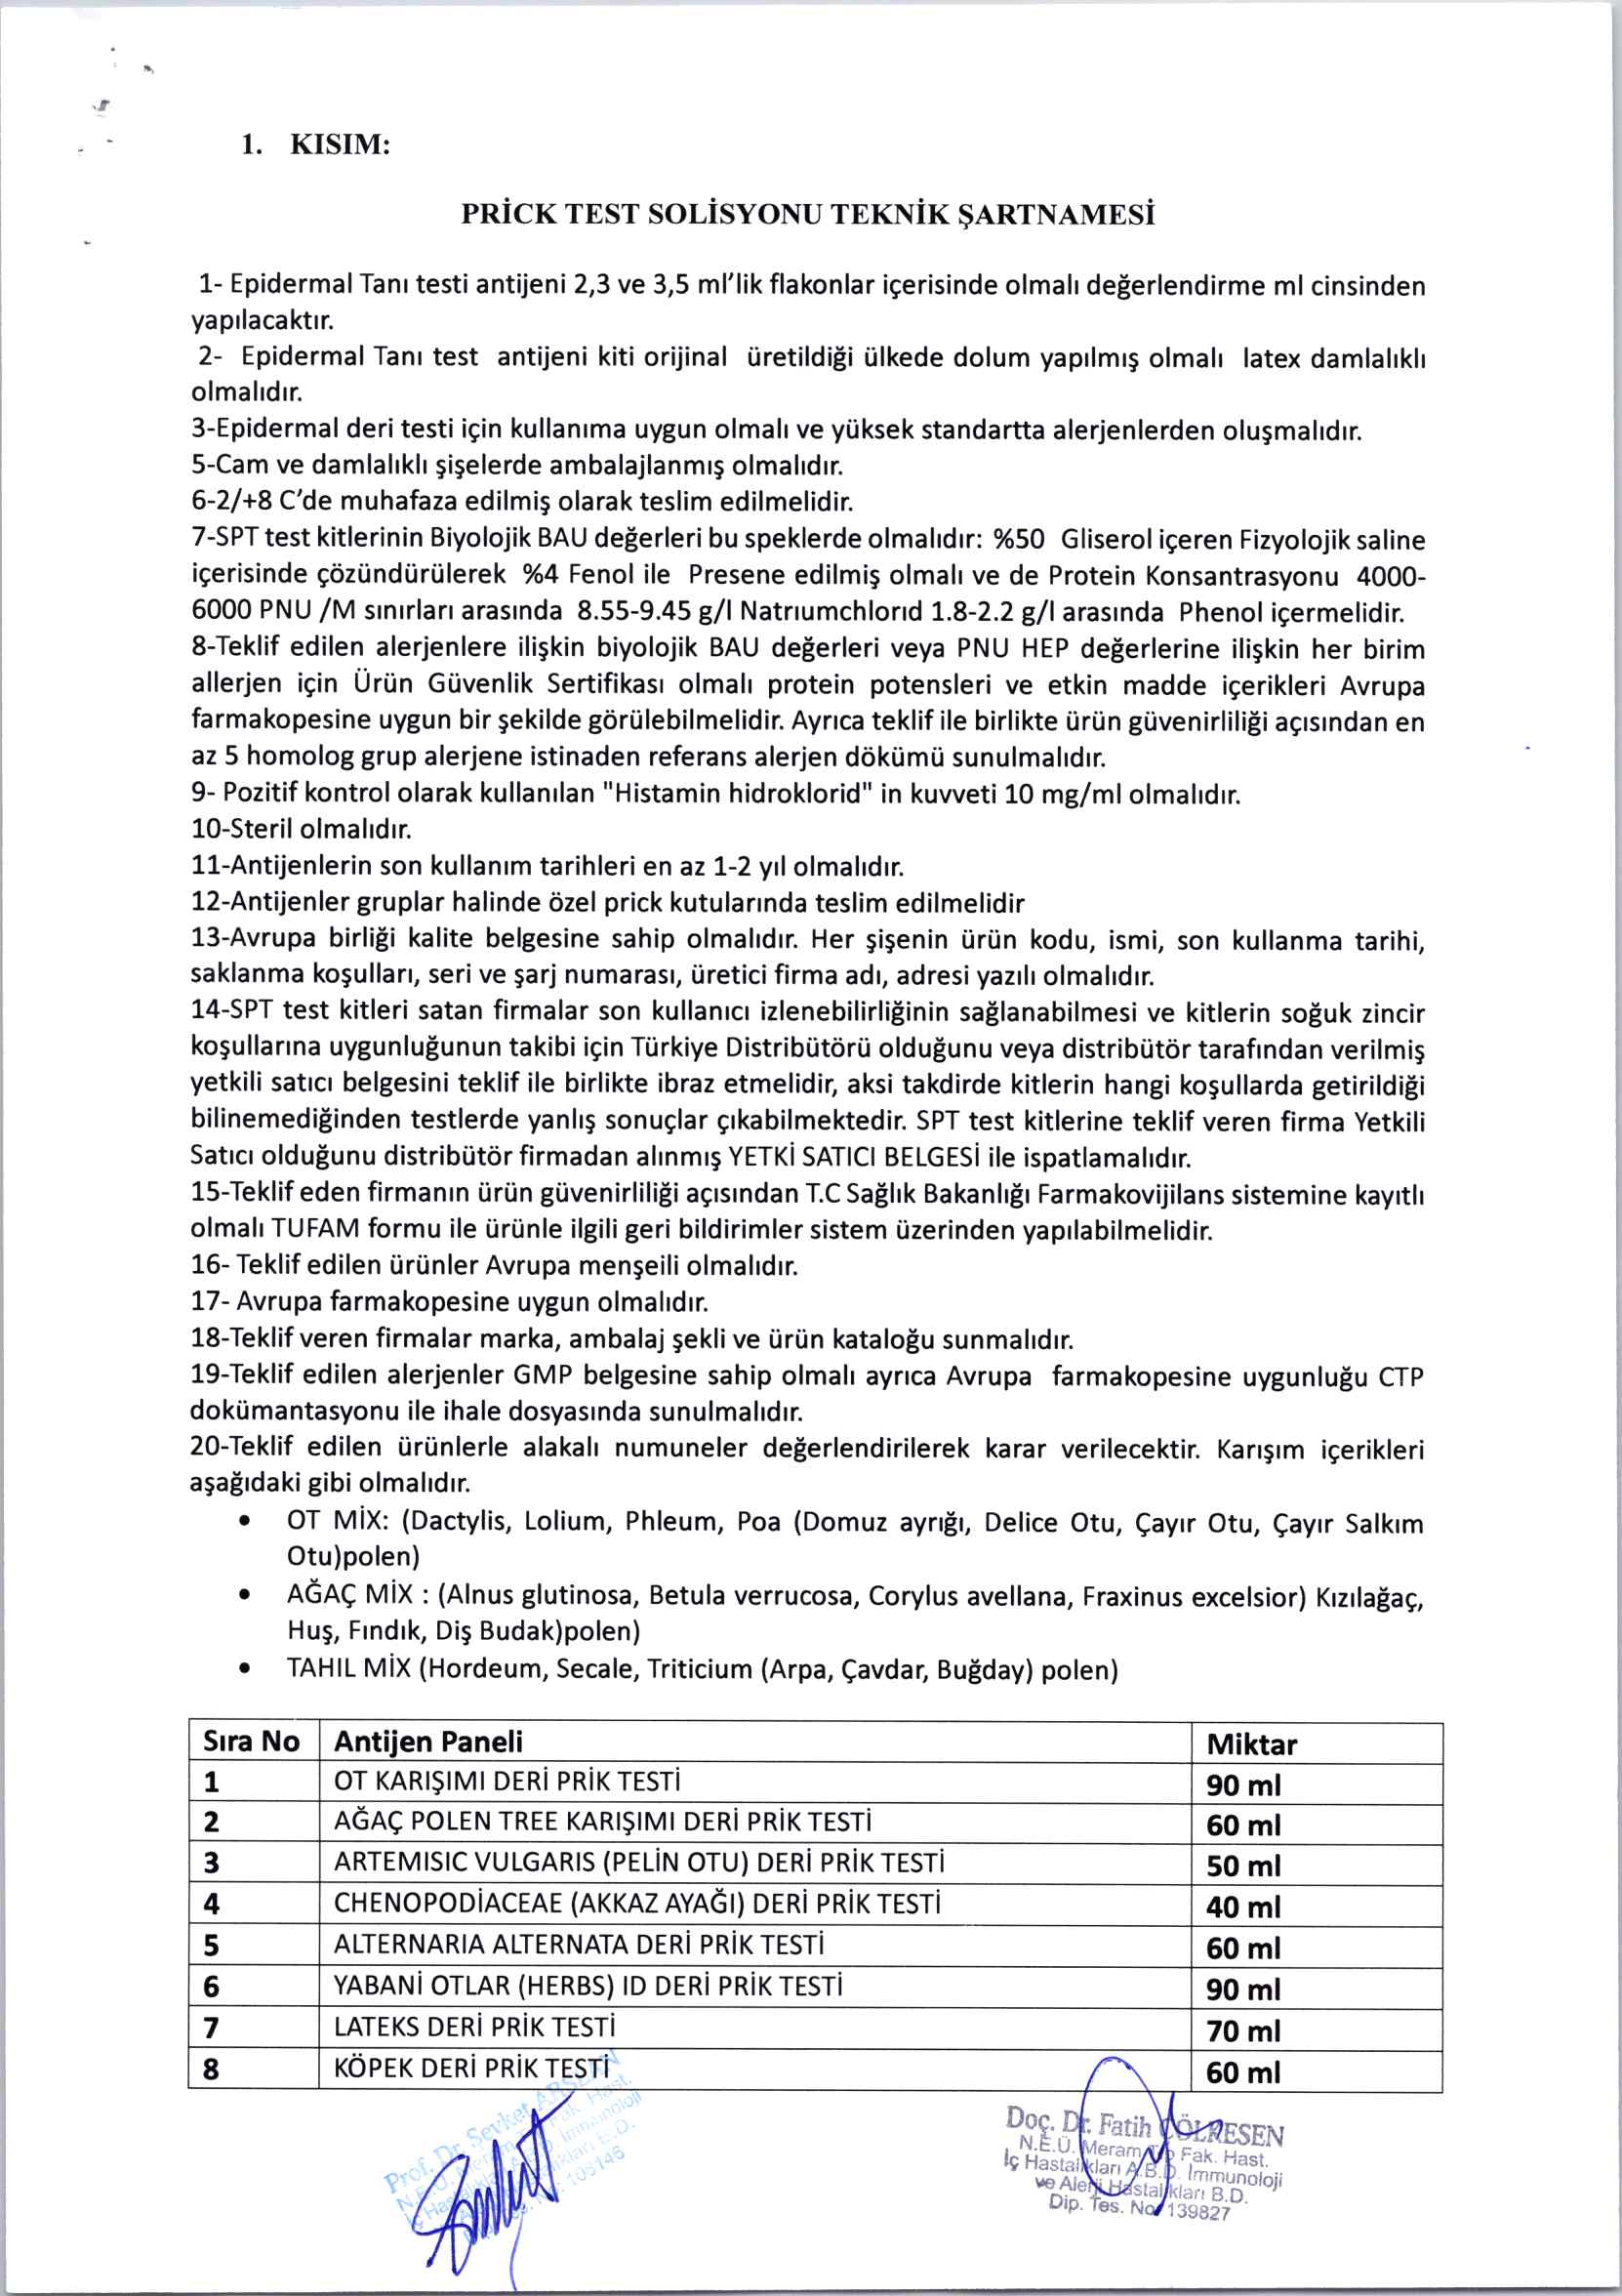 1. KISIM:
PRİCK TEST SOLİSYONU TEKNİK ŞARTNAMESİ
1- Epidermal Tanı testi antijeni 2,3 ve 3,5 ml'lik flakonlar içerisinde olmalı değerlendirme ml cinsinden
yapılacaktır.
2- Epidermal Tanı test antijeni kiti orijinal üretildiği ülkede dolum yapılmış olmalı latex damlalıklı
olmalıdır.
3-Epidermal deri testi için kullanıma uygun olmalı ve yüksek standartta alerjenlerden oluşmalıdır.
5-Cam ve damlalıklı şişelerde ambalajlanmış olmalıdır.
6-2/+8 C'de muhafaza edilmiş olarak teslim edilmelidir.
7-SPT test kitlerinin Biyolojik BAU değerleri bu speklerde olmalıdır: %50 Gliserol içeren Fizyolojik saline
içerisinde çözündürülerek %4 Fenol ile Presene edilmiş olmalı ve de Protein Konsantrasyonu 4000-
6000 PNU /M sınırları arasında 8.55-9.45 g/l Natrıumchlorıd 1.8-2.2 g/l arasında Phenol içermelidir.
8-Teklif edilen alerjenlere ilişkin biyolojik BAU değerleri veya PNU HEP değerlerine ilişkin her birim
allerjen için Ürün Güvenlik Sertifikası olmalı protein potensleri ve etkin madde içerikleri Avrupa
farmakopesine uygun bir şekilde görülebilmelidir. Ayrıca teklif ile birlikte ürün güvenirliliği açısından en
az 5 homolog grup alerjene istinaden referans alerjen dökümü sunulmalıdır.
9- Pozitif kontrol olarak kullanılan "Histamin hidroklorid" in kuvveti 10 mg/ml olmalıdır.
10-Steril olmalıdır.
11-Antijenlerin son kullanım tarihleri en az 1-2 yıl olmalıdır.
12-Antijenler gruplar halinde özel prick kutularında teslim edilmelidir
13-Avrupa birliği kalite belgesine sahip olmalıdır. Her şişenin ürün kodu, ismi, son kullanma tarihi,
saklanma koşulları, seri ve şarj numarası, üretici firma adı, adresi yazılı olmalıdır.
14-SPT test kitleri satan firmalar son kullanıcı izlenebilirliğinin sağlanabilmesi ve kitlerin soğuk zincir
koşullarına uygunluğunun takibi için Türkiye Distribütörü olduğunu veya distribütör tarafından verilmiş
yetkili satıcı belgesini teklif ile birlikte ibraz etmelidir, aksi takdirde kitlerin hangi koşullarda getirildiği
bilinemediğinden testlerde yanlış sonuçlar çıkabilmektedir. SPT test kitlerine teklif veren firma Yetkili
Satıcı olduğunu distribütör firmadan alınmış YETKİ SATICI BELGESİ ile ispatlamalıdır.
15-Teklif eden firmanın ürün güvenirliliği açısından T.C Sağlık Bakanlığı Farmakovijilans sistemine kayıtlı
olmalı TUFAM formu ile ürünle ilgili geri bildirimler sistem üzerinden yapılabilmelidir.
16- Teklif edilen ürünler Avrupa menşeili olmalıdır.
17- Avrupa farmakopesine uygun olmalıdır.
18-Teklif veren firmalar marka, ambalaj şekli ve ürün kataloğu sunmalıdır.
19-Teklif edilen alerjenler GMP belgesine sahip olmalı ayrıca Avrupa farmakopesine uygunluğu CTP
dokümantasyonu ile ihale dosyasında sunulmalıdır.
20-Teklif edilen ürünlerle alakalı numuneler değerlendirilerek karar verilecektir. Karışım içerikleri
aşağıdaki gibi olmalıdır.
• OT MİX: (Dactylis, Lolium, Phleum, Poa (Domuz ayrığı, Delice Otu, Çayır Otu, Çayır Salkım
Otu)polen)
• AĞAÇ MİX : (Alnus glutinosa, Betula verrucosa, Corylus avellana, Fraxinus excelsior) Kızılağaç,
Huş, Fındık, Diş Budak)polen)
• TAHIL MİX (Hordeum, Secale, Triticium (Arpa, Çavdar, Buğday) polen)
Sıra No Antijen Paneli Miktar
1 OT KARIŞIMI DERİ PRİK TESTİ 90 ml
2 AĞAÇ POLEN TREE KARIŞIMI DERİ PRİK TESTİ 60 ml
3 ARTEMISIC VULGARIS (PELİN OTU) DERİ PRİK TESTİ 50 ml
4 CHENOPODİACEAE (AKKAZ AYAĞI) DERİ PRİK TESTİ 40 ml
5 ALTERNARIA ALTERNATA DERİ PRİK TESTİ 60 ml
6 YABANİ OTLAR (HERBS) ID DERİ PRİK TESTİ 90 ml
7 LATEKS DERİ PRİK TESTİ 70 ml
8 KÖPEK DERİ PRİK TESTİ 60 ml
Prof. Dr. Şevket ARSLAN
Doç. Dr. Fatih ÇÖLKESEN
N.E.Ü. Meram Tıp Fak. Hast.
İç Hastalıkları A.B.D. İmmunoloji
ve Alerji Hastalıkları B.D.
Dip. Tes. No: 139827